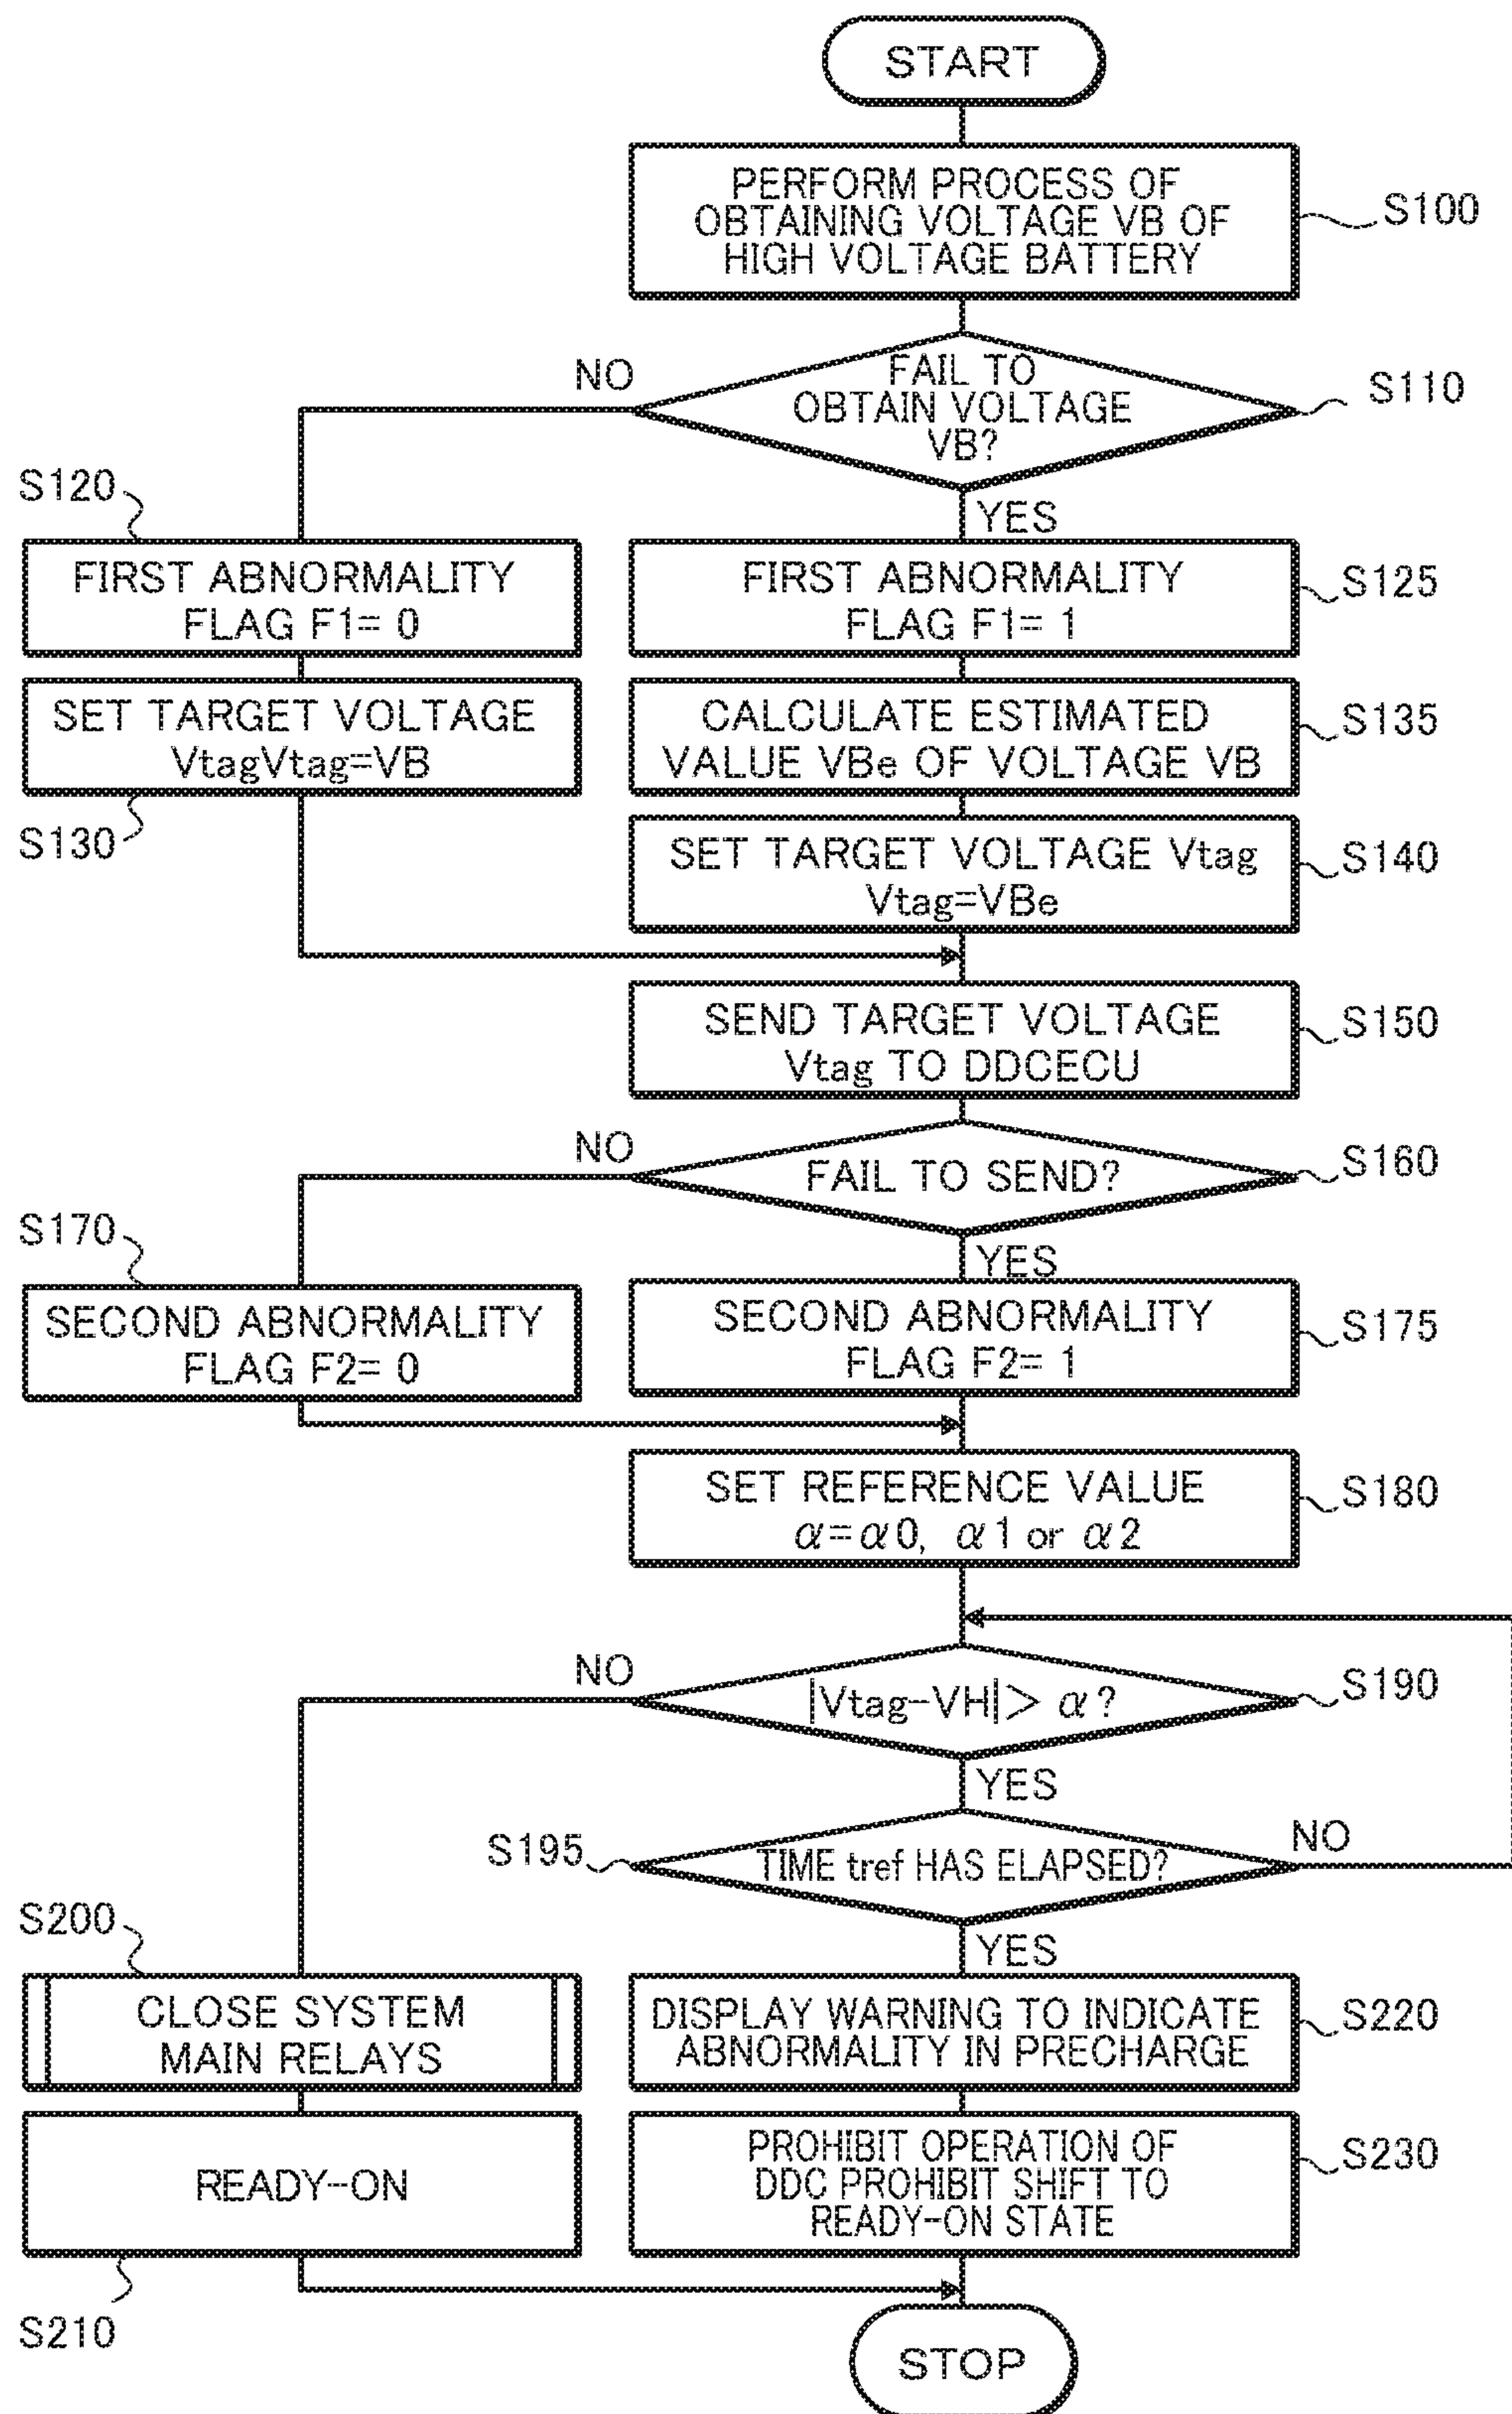 START
PERFORM PROCESS OF
OBTAINING VOLTAGE VB OF
HIGH VOLTAGE BATTERY
S100
FAIL TO
OBTAIN VOLTAGE
VB?
S110
NO
YES
S120
FIRST ABNORMALITY
FLAG F1= 0
FIRST ABNORMALITY
FLAG F1= 1
S125
SET TARGET VOLTAGE
VtagVtag=VB
S130
CALCULATE ESTIMATED
VALUE VBe OF VOLTAGE VB
S135
SET TARGET VOLTAGE Vtag
Vtag=VBe
S140
SEND TARGET VOLTAGE
Vtag TO DDCECU
S150
NO
FAIL TO SEND?
S160
YES
S170
SECOND ABNORMALITY
FLAG F2= 0
SECOND ABNORMALITY
FLAG F2= 1
S175
SET REFERENCE VALUE
α=α0, α1 or α2
S180
NO
|Vtag-VH|> α?
S190
YES
S195
TIME tref HAS ELAPSED?
NO
YES
S200
CLOSE SYSTEM
MAIN RELAYS
DISPLAY WARNING TO INDICATE
ABNORMALITY IN PRECHARGE
S220
READY-ON
S210
PROHIBIT OPERATION OF
DDC PROHIBIT SHIFT TO
READY-ON STATE
S230
STOP